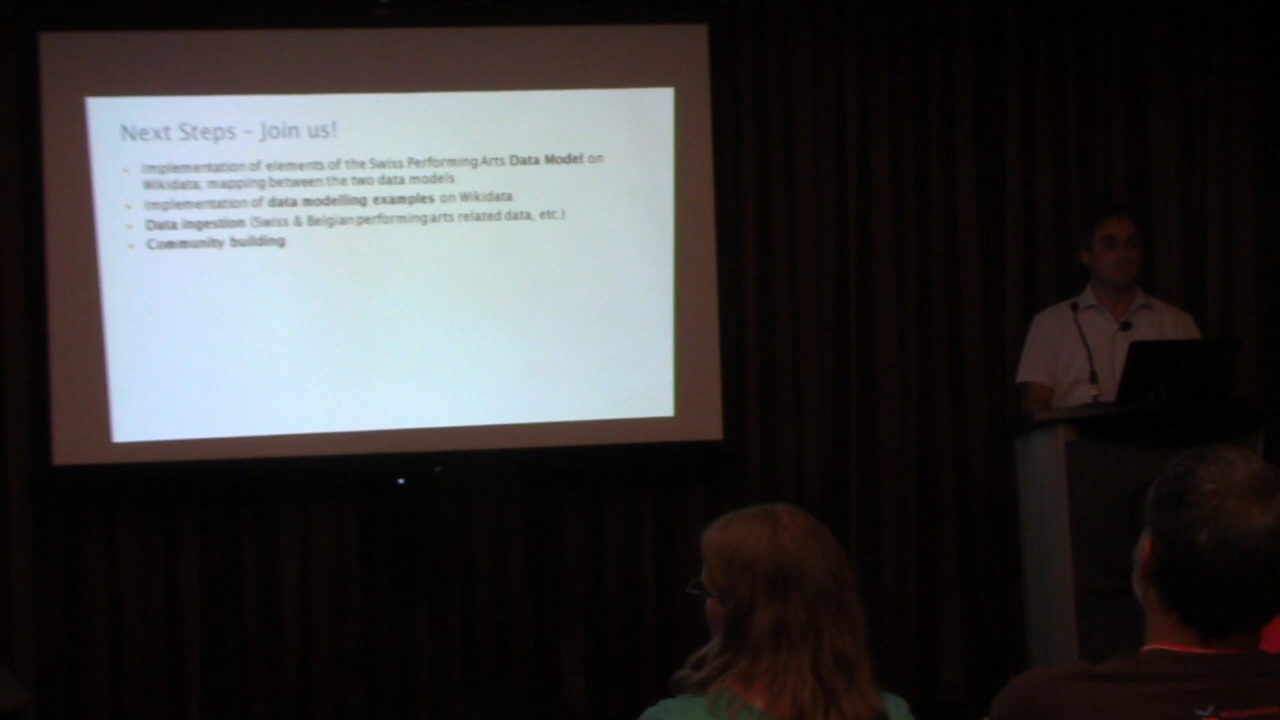 Next Steps – Join us!
Implementation of elements of the Swiss Performing Arts Data Model on
Wikidata; mapping between the two data models
Implementation of data modelling examples on Wikidata
Data ingestion (Swiss & Belgian performing arts related data, etc.)
Community building